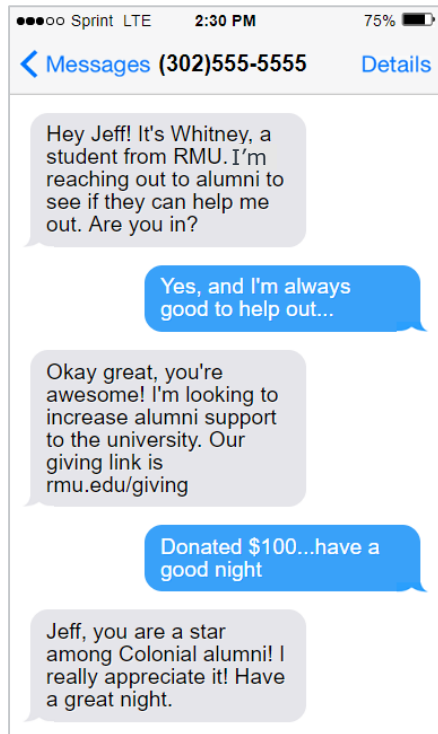 Sprint LTE 2:30 PM 75%
Messages (302)555-5555 Details
Hey Jeff! It's Whitney, a
student from RMU. I'm
reaching out to alumni to
see if they can help me
out. Are you in?
Yes, and I'm always
good to help out...
Okay great, you're
awesome! I'm looking to
increase alumni support
to the university. Our
giving link is
rmu.edu/giving
Donated $100...have a
good night
Jeff, you are a star
among Colonial alumni! I
really appreciate it! Have
a great night.